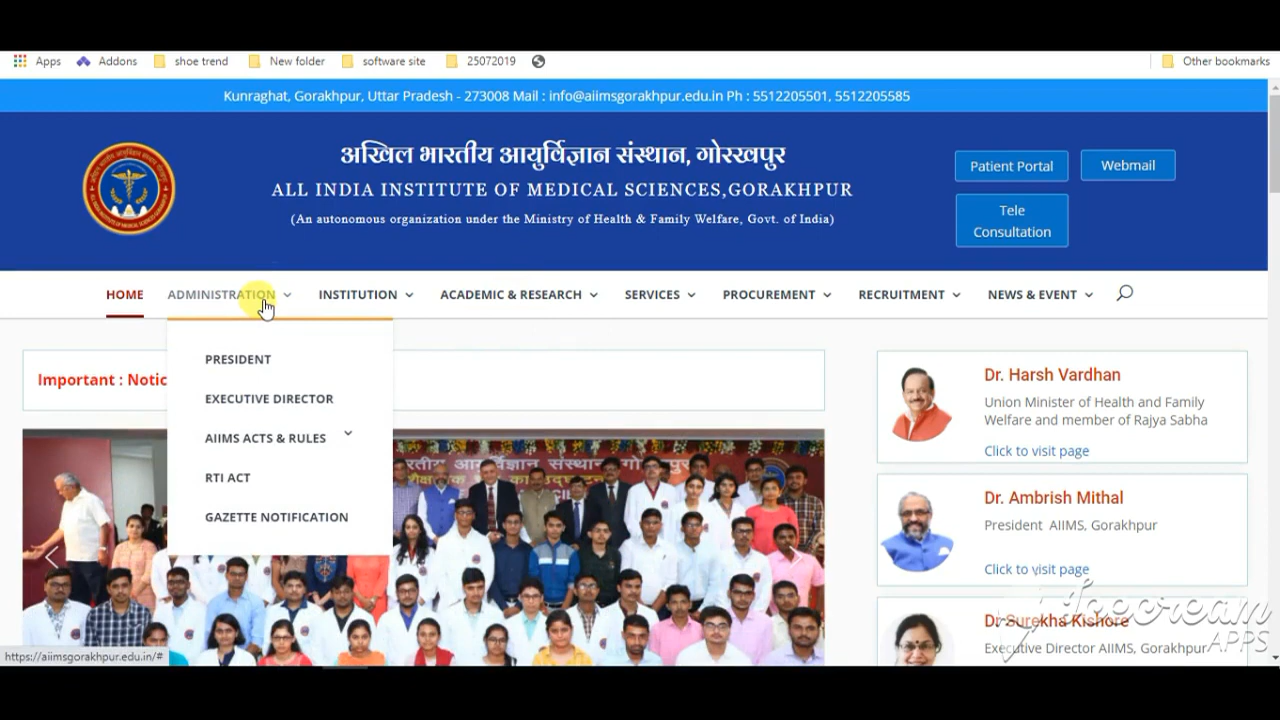 Apps
Addons
shoe trend
New folder
software site
25072019
Other bookmarks
Kunraghat, Gorakhpur, Uttar Pradesh - 273008 Mail : info@aiimsgorakhpur.edu.in Ph : 5512205501, 5512205585
अखिल भारतीय आयुर्विज्ञान संस्थान, गोरखपुर
ALL INDIA INSTITUTE OF MEDICAL SCIENCES,GORAKHPUR
(An autonomous organization under the Ministry of Health & Family Welfare, Govt. of India)
Patient Portal
Webmail
Tele
Consultation
HOME
ADMINISTRATION
INSTITUTION
ACADEMIC & RESEARCH
SERVICES
PROCUREMENT
RECRUITMENT
NEWS & EVENT
PRESIDENT
EXECUTIVE DIRECTOR
AIIMS ACTS & RULES
RTI ACT
GAZETTE NOTIFICATION
Important : Notic
Dr. Harsh Vardhan
Union Minister of Health and Family
Welfare and member of Rajya Sabha
Click to visit page
Dr. Ambrish Mithal
President AIIMS, Gorakhpur
Click to visit page
Dr Surekha Kishore
Executive Director AIIMS, Gorakhpur
Icecream
APPS
https://aiimsgorakhpur.edu.in/#